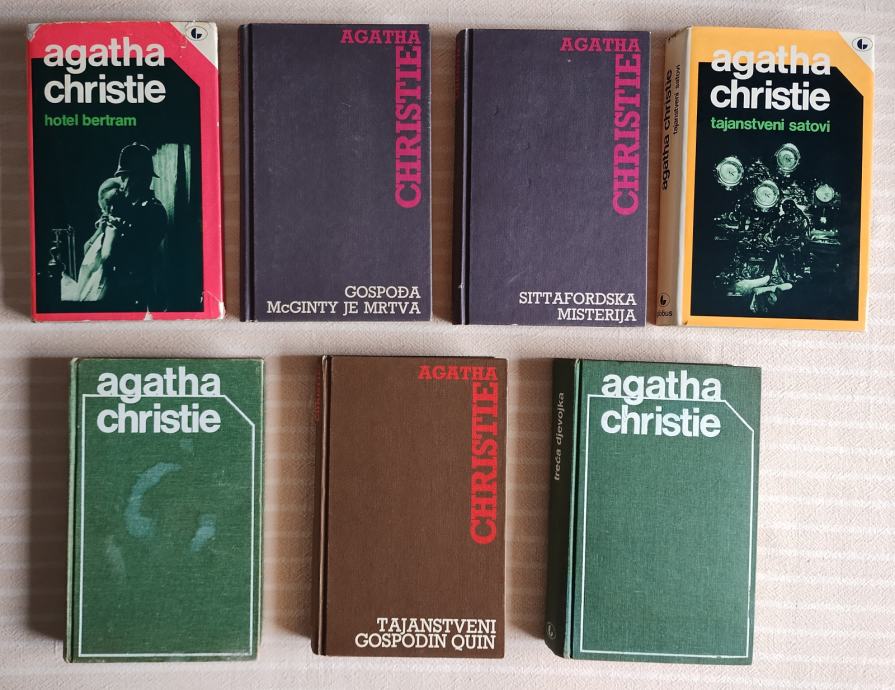 agatha
christie
hotel bertram
AGATHA
CHRISTIE
GOSPOĐA
McGINTY JE MRTVA
AGATHA
CHRISTIE
SITTAFORDSKA
MISTERIJA
agatha christie
tajanstveni satovi
globus
agatha
christie
tajanstveni satovi
agatha
christie
AGATHA
CHRISTIE
TAJANSTVENI
GOSPODIN QUIN
treća djevojka
agatha
christie